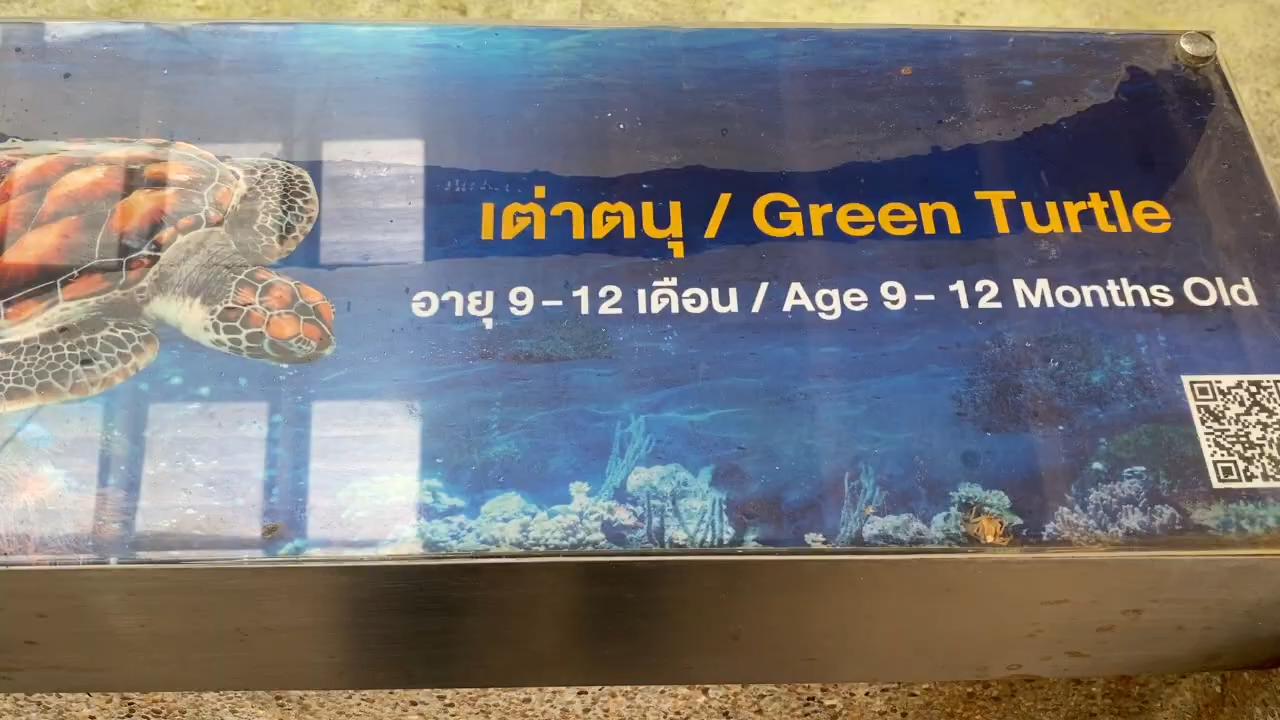 เต่าตนุ / Green Turtle
อายุ 9 – 12 เดือน / Age 9 – 12 Months Old